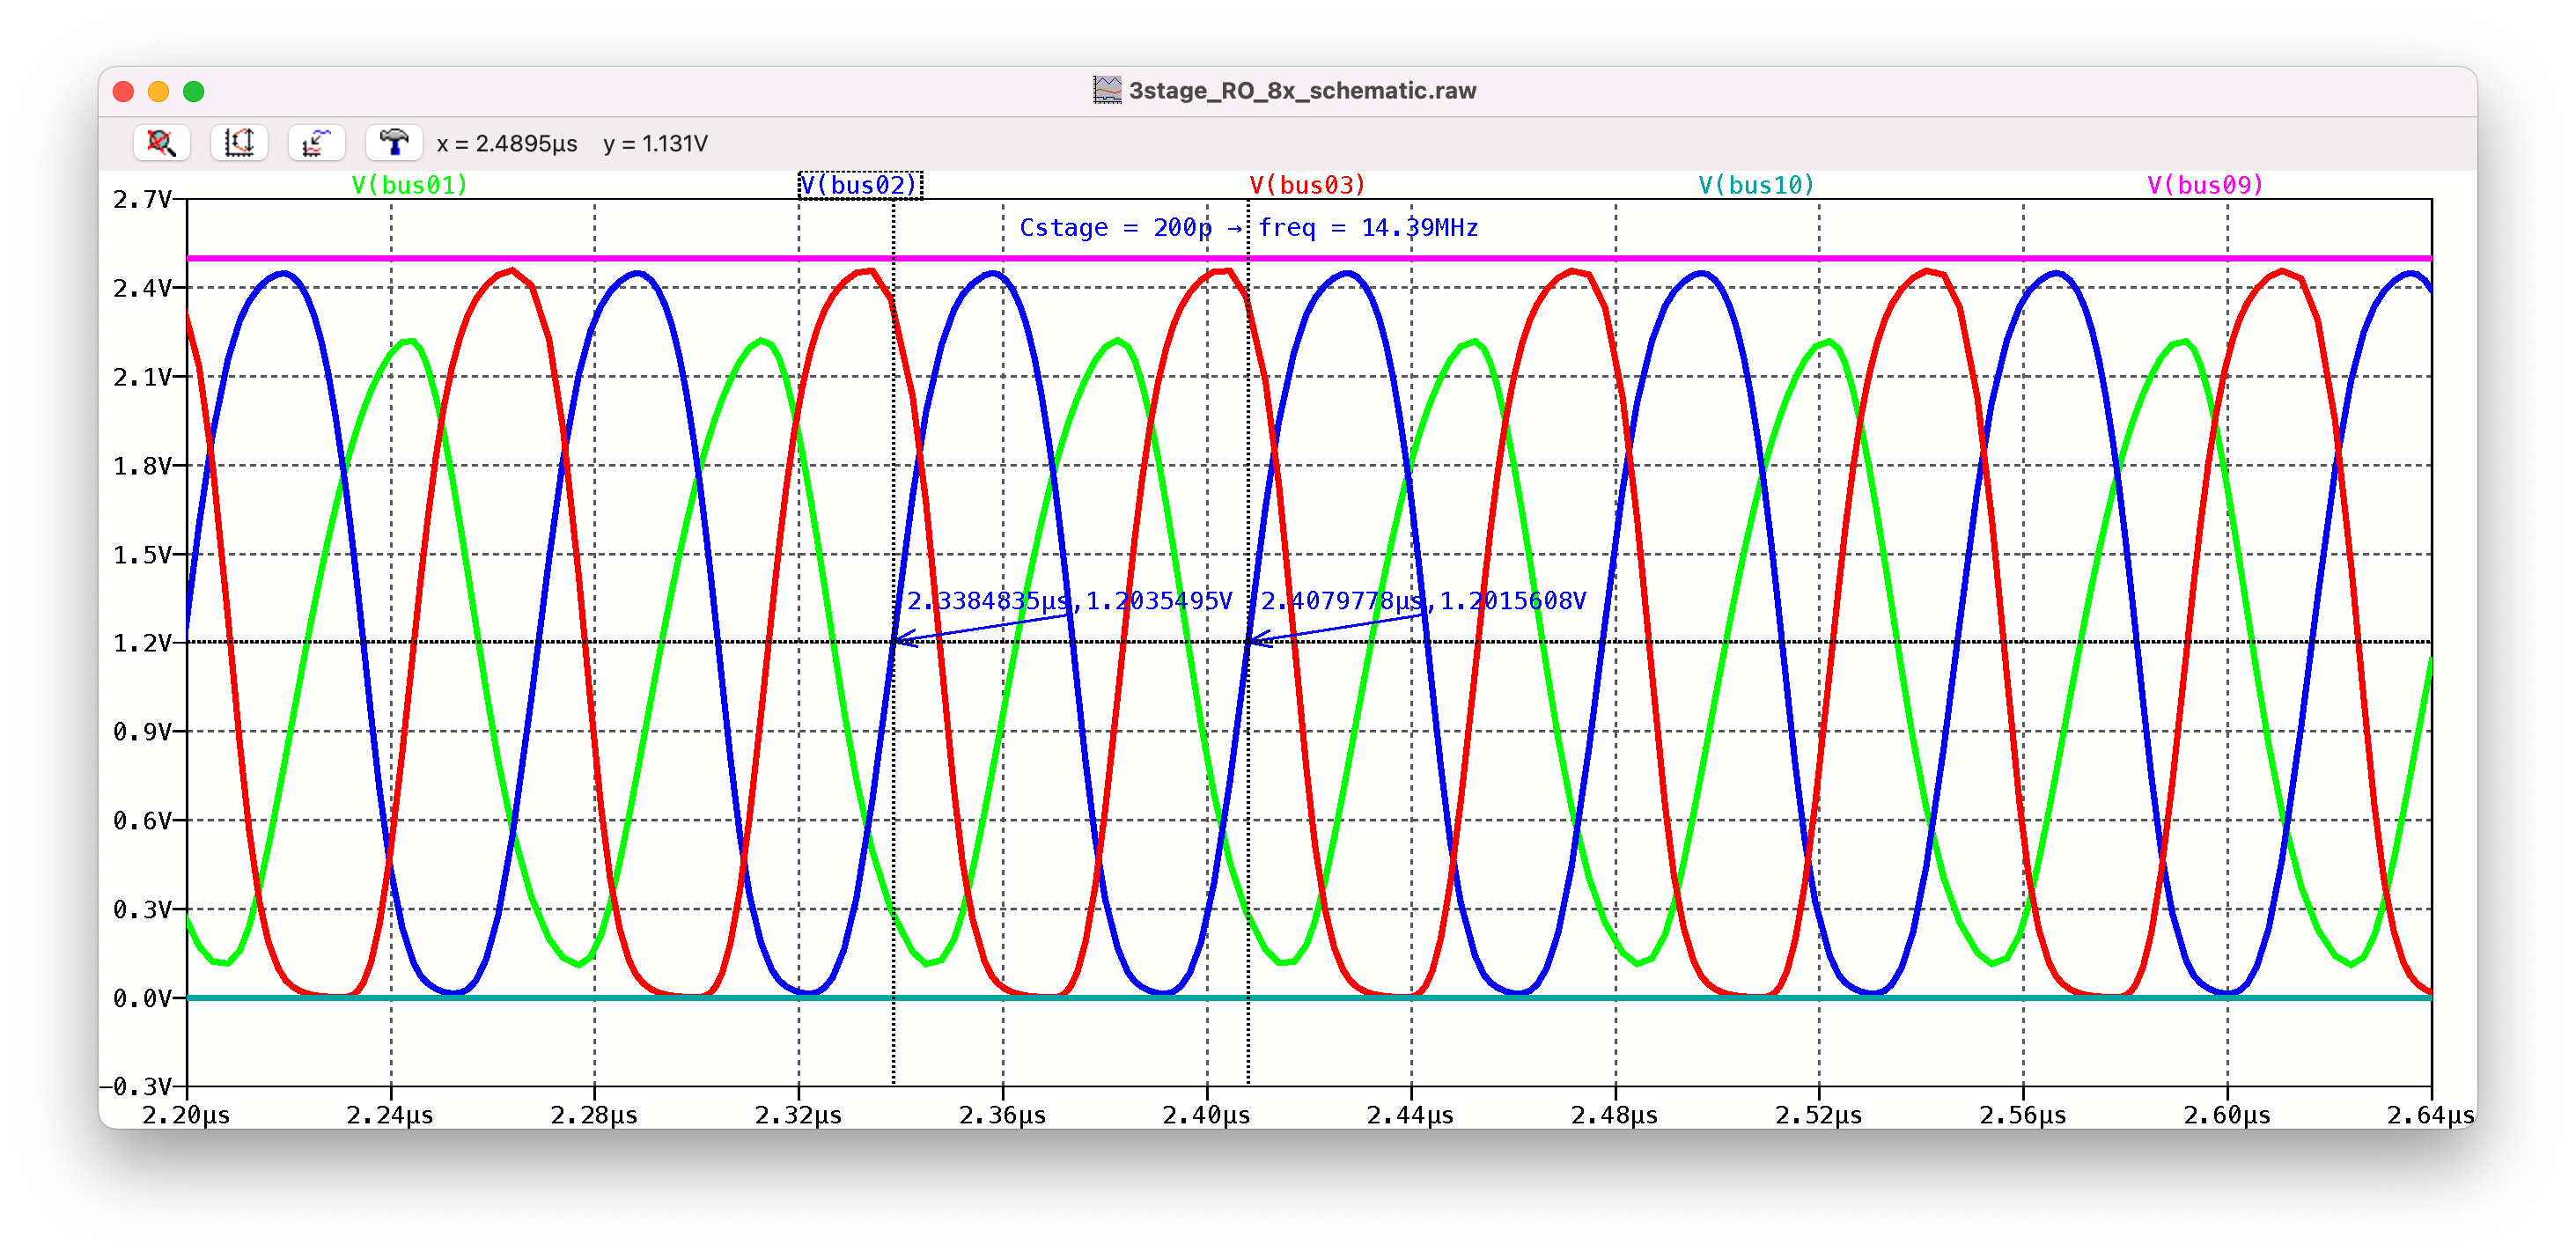 3stage_RO_8x_schematic.raw
x = 2.4895µs y = 1.131V
V(bus01) V(bus02) V(bus03) V(bus10) V(bus09)
2.7V
Cstage = 200p → freq = 14.39MHz
2.4V
2.1V
1.8V
1.5V
2.3384835µs,1.2035495V 2.4079778µs,1.2015608V
1.2V
0.9V
0.6V
0.3V
0.0V
-0.3V
2.20µs 2.24µs 2.28µs 2.32µs 2.36µs 2.40µs 2.44µs 2.48µs 2.52µs 2.56µs 2.60µs 2.64µs